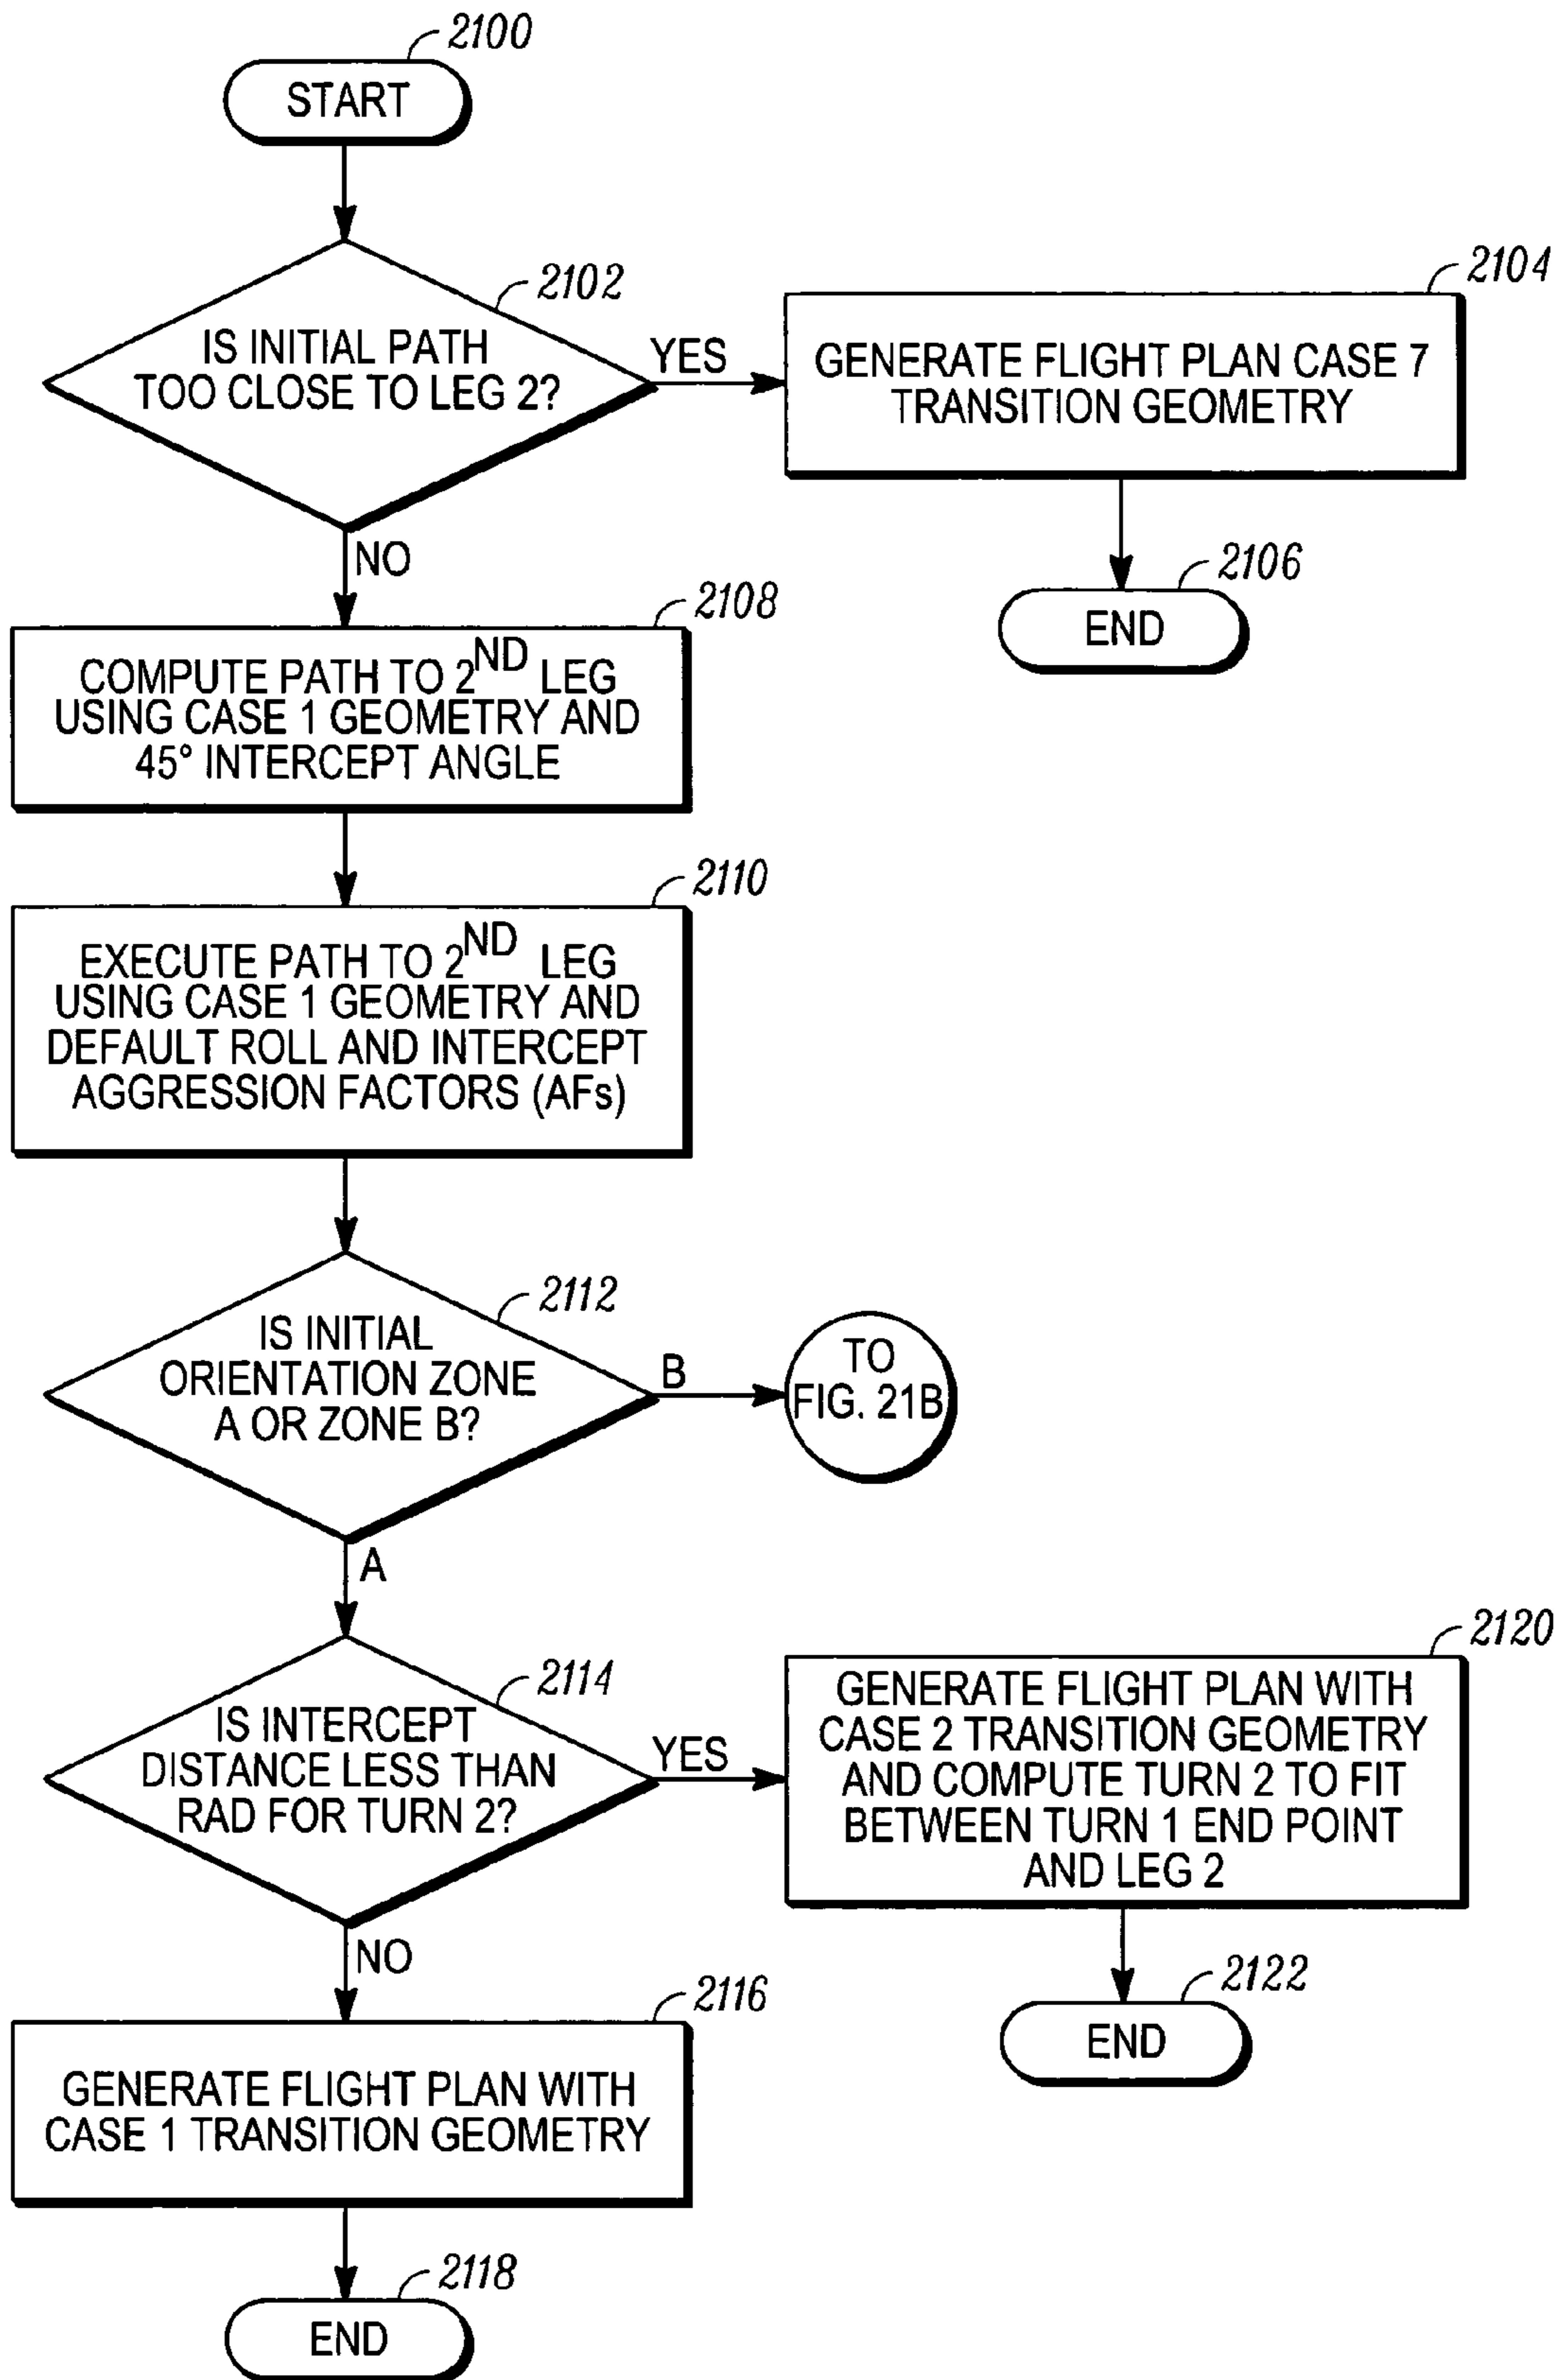 2100
START
2102
IS INITIAL PATH
TOO CLOSE TO LEG 2?
YES
2104
GENERATE FLIGHT PLAN CASE 7
TRANSITION GEOMETRY
2106
END
NO
2108
COMPUTE PATH TO 2ND LEG
USING CASE 1 GEOMETRY AND
45° INTERCEPT ANGLE
2110
EXECUTE PATH TO 2ND LEG
USING CASE 1 GEOMETRY AND
DEFAULT ROLL AND INTERCEPT
AGGRESSION FACTORS (AFs)
2112
IS INITIAL
ORIENTATION ZONE
A OR ZONE B?
B
TO
FIG. 21B
A
2114
IS INTERCEPT
DISTANCE LESS THAN
RAD FOR TURN 2?
YES
2120
GENERATE FLIGHT PLAN WITH
CASE 2 TRANSITION GEOMETRY
AND COMPUTE TURN 2 TO FIT
BETWEEN TURN 1 END POINT
AND LEG 2
2122
END
NO
2116
GENERATE FLIGHT PLAN WITH
CASE 1 TRANSITION GEOMETRY
2118
END